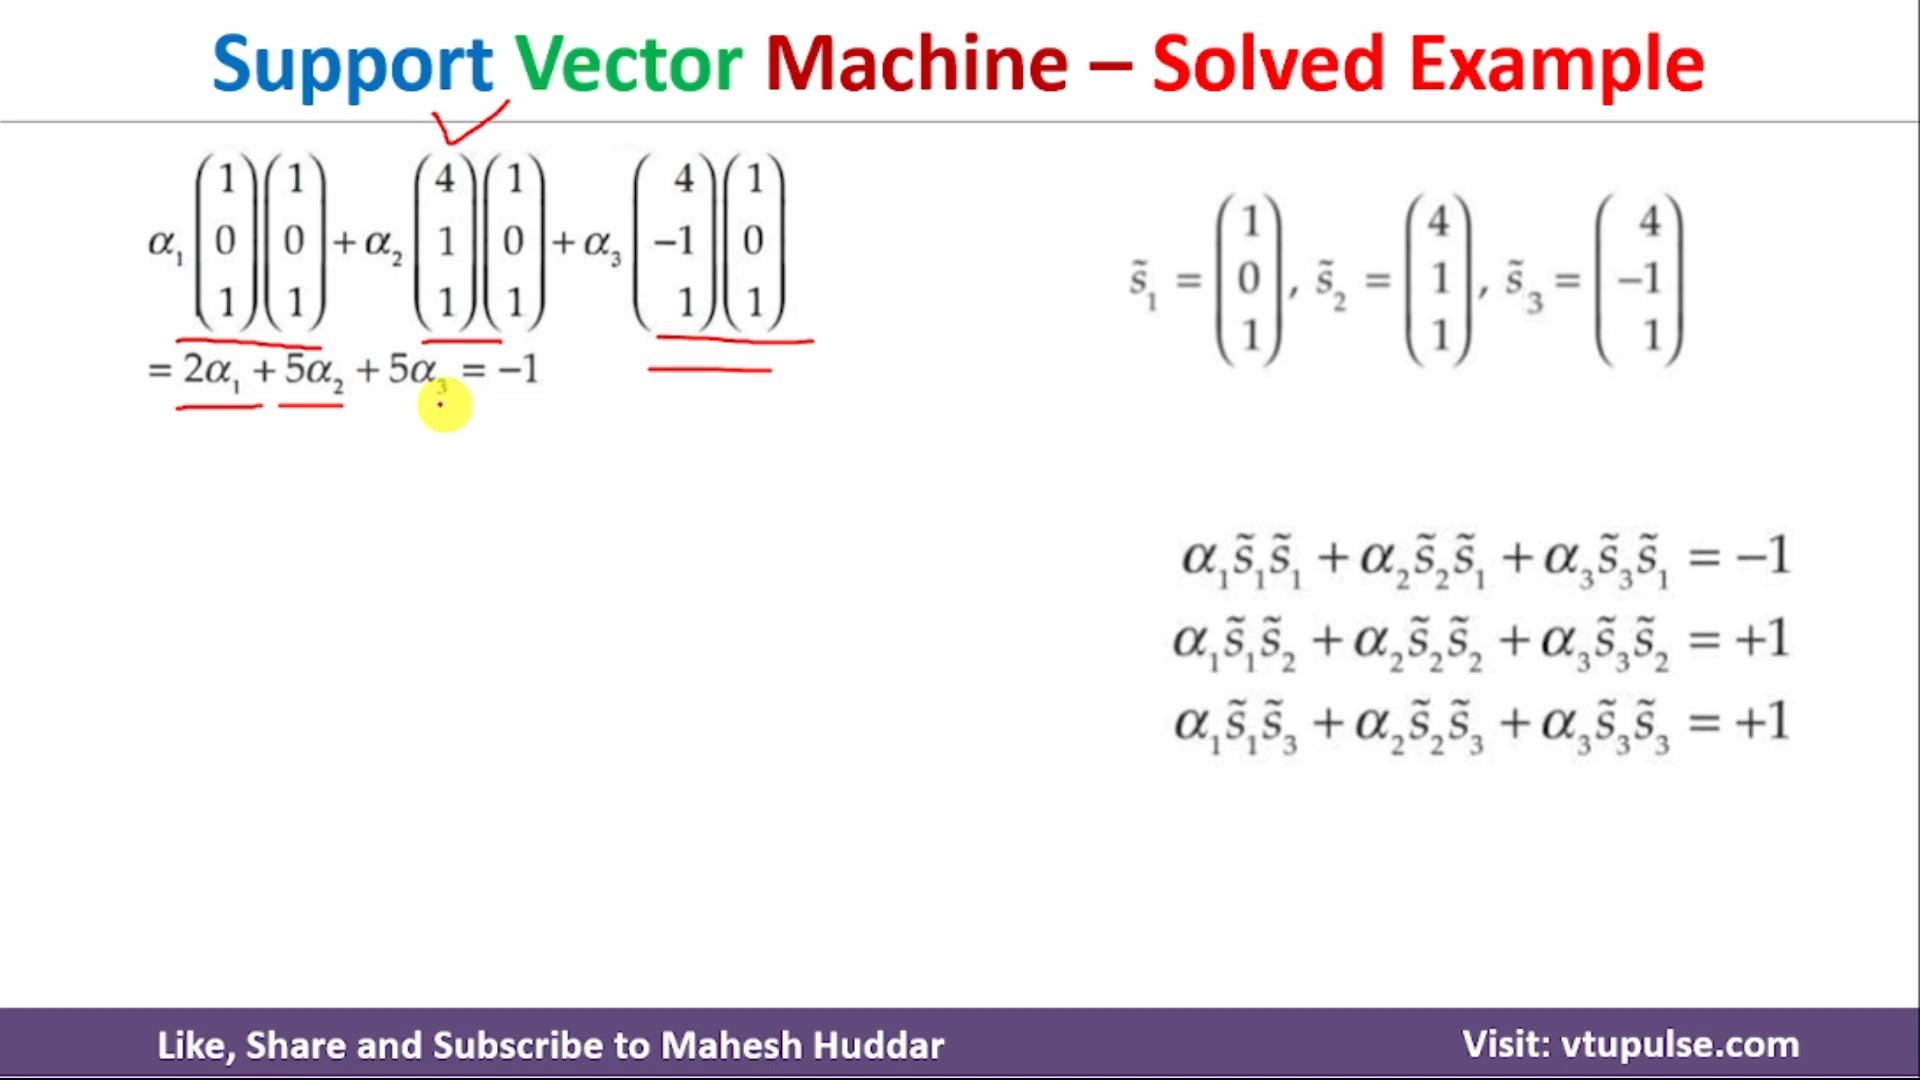 Support Vector Machine – Solved Example
α₁ (1 0 1) (1 0 1) + α₂ (4 1 1) (1 0 1) + α₃ (4 −1 1) (1 0 1)
= 2α₁ + 5α₂ + 5α₃ = −1
s̃₁ = (1 0 1), s̃₂ = (4 1 1), s̃₃ = (4 −1 1)
α₁s̃₁s̃₁ + α₂s̃₂s̃₁ + α₃s̃₃s̃₁ = −1
α₁s̃₁s̃₂ + α₂s̃₂s̃₂ + α₃s̃₃s̃₂ = +1
α₁s̃₁s̃₃ + α₂s̃₂s̃₃ + α₃s̃₃s̃₃ = +1
Like, Share and Subscribe to Mahesh Huddar
Visit: vtupulse.com